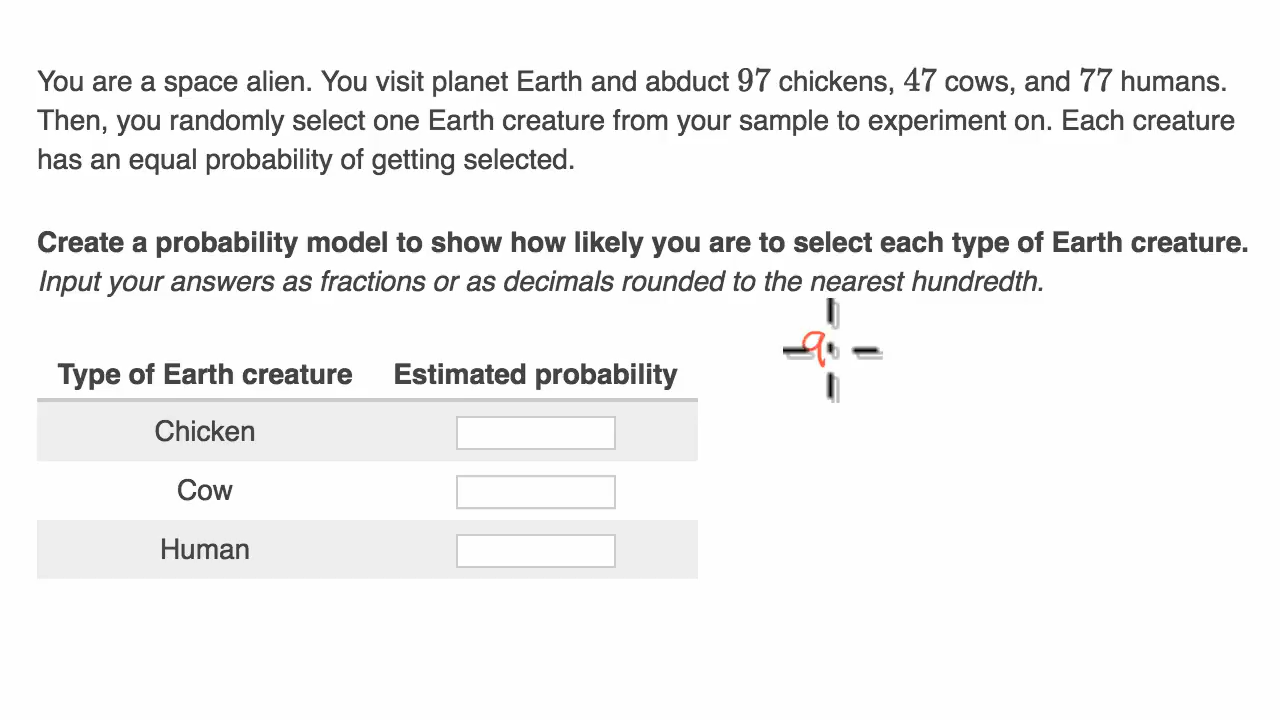 You are a space alien. You visit planet Earth and abduct 97 chickens, 47 cows, and 77 humans.
Then, you randomly select one Earth creature from your sample to experiment on. Each creature
has an equal probability of getting selected.
Create a probability model to show how likely you are to select each type of Earth creature.
Input your answers as fractions or as decimals rounded to the nearest hundredth.
9
Type of Earth creature Estimated probability
Chicken
Cow
Human